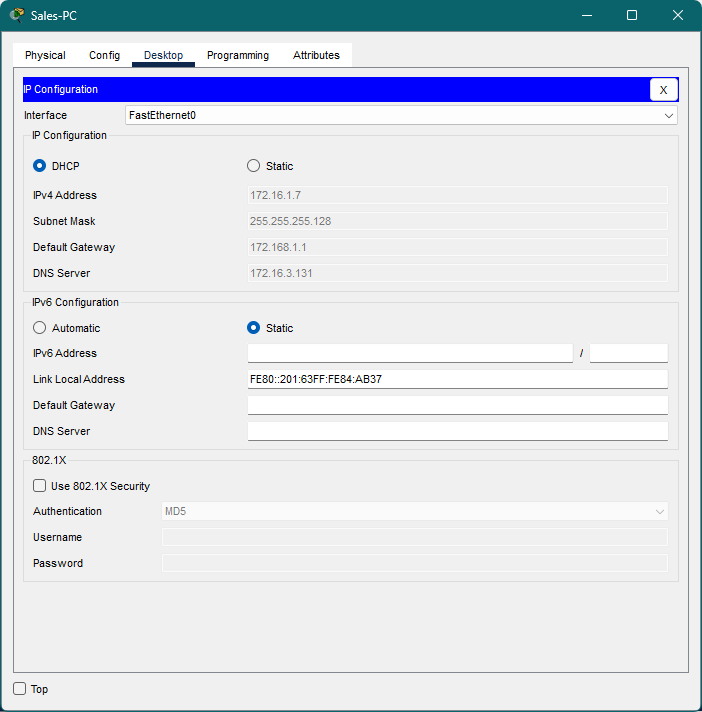 Sales-PC
Physical Config Desktop Programming Attributes
IP Configuration X
Interface FastEthernet0
IP Configuration
DHCP Static
IPv4 Address 172.16.1.7
Subnet Mask 255.255.255.128
Default Gateway 172.168.1.1
DNS Server 172.16.3.131
IPv6 Configuration
Automatic Static
IPv6 Address /
Link Local Address FE80::201:63FF:FE84:AB37
Default Gateway
DNS Server
802.1X
Use 802.1X Security
Authentication MD5
Username
Password
Top